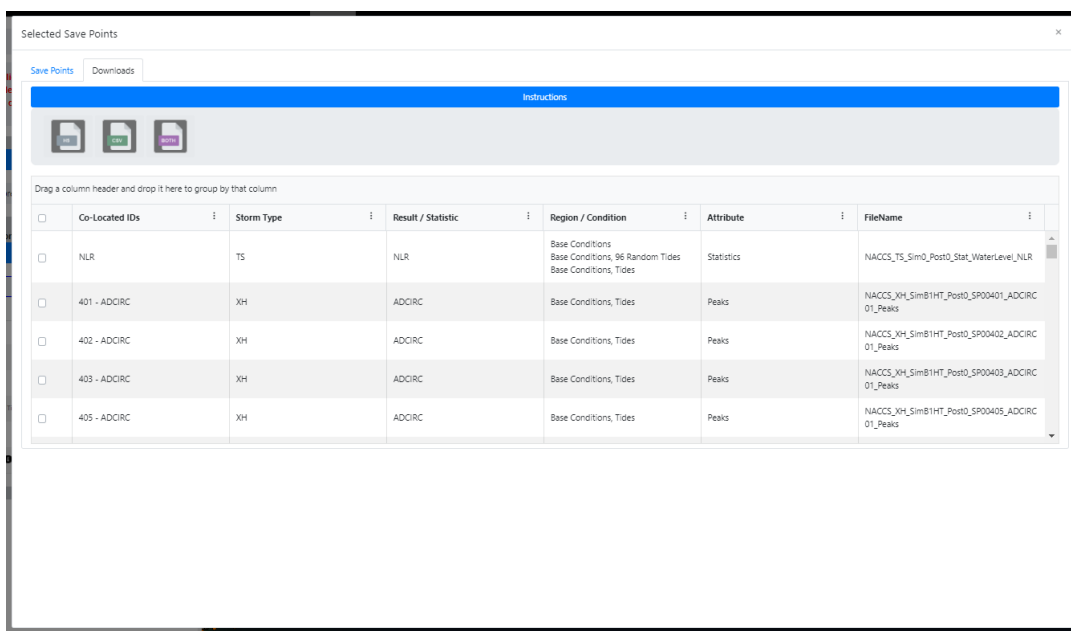 Selected Save Points ×
Save Points Downloads
Instructions
H5 CSV BOTH
Drag a column header and drop it here to group by that column
Co-Located IDs Storm Type Result / Statistic Region / Condition Attribute FileName
Base Conditions
NLR TS NLR Base Conditions, 96 Random Tides Statistics NACCS_TS_Sim0_Post0_Stat_WaterLevel_NLR
Base Conditions, Tides
401 - ADCIRC XH ADCIRC Base Conditions, Tides Peaks NACCS_XH_SimB1HT_Post0_SP00401_ADCIRC
01_Peaks
402 - ADCIRC XH ADCIRC Base Conditions, Tides Peaks NACCS_XH_SimB1HT_Post0_SP00402_ADCIRC
01_Peaks
403 - ADCIRC XH ADCIRC Base Conditions, Tides Peaks NACCS_XH_SimB1HT_Post0_SP00403_ADCIRC
01_Peaks
405 - ADCIRC XH ADCIRC Base Conditions, Tides Peaks NACCS_XH_SimB1HT_Post0_SP00405_ADCIRC
01_Peaks